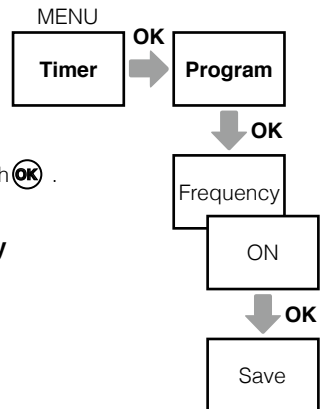 MENU
OK
Timer
Program
OK
h OK .
Frequency
y
ON
OK
Save